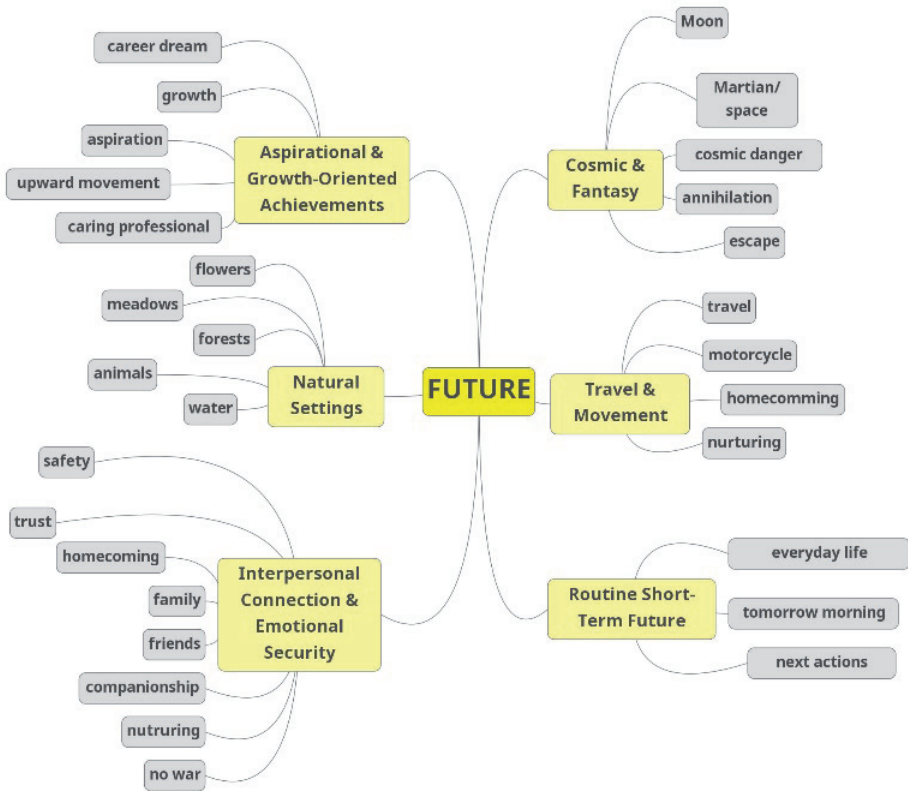 career dream
growth
aspiration
upward movement
caring professional
Aspirational &
Growth-Oriented
Achievements
flowers
meadows
forests
animals
water
Natural
Settings
safety
trust
homecoming
family
friends
companionship
nutruring
no war
Interpersonal
Connection &
Emotional
Security
FUTURE
Moon
Martian/
space
cosmic danger
annihilation
escape
Cosmic &
Fantasy
travel
motorcycle
homecomming
nurturing
Travel &
Movement
everyday life
tomorrow morning
next actions
Routine Short-
Term Future